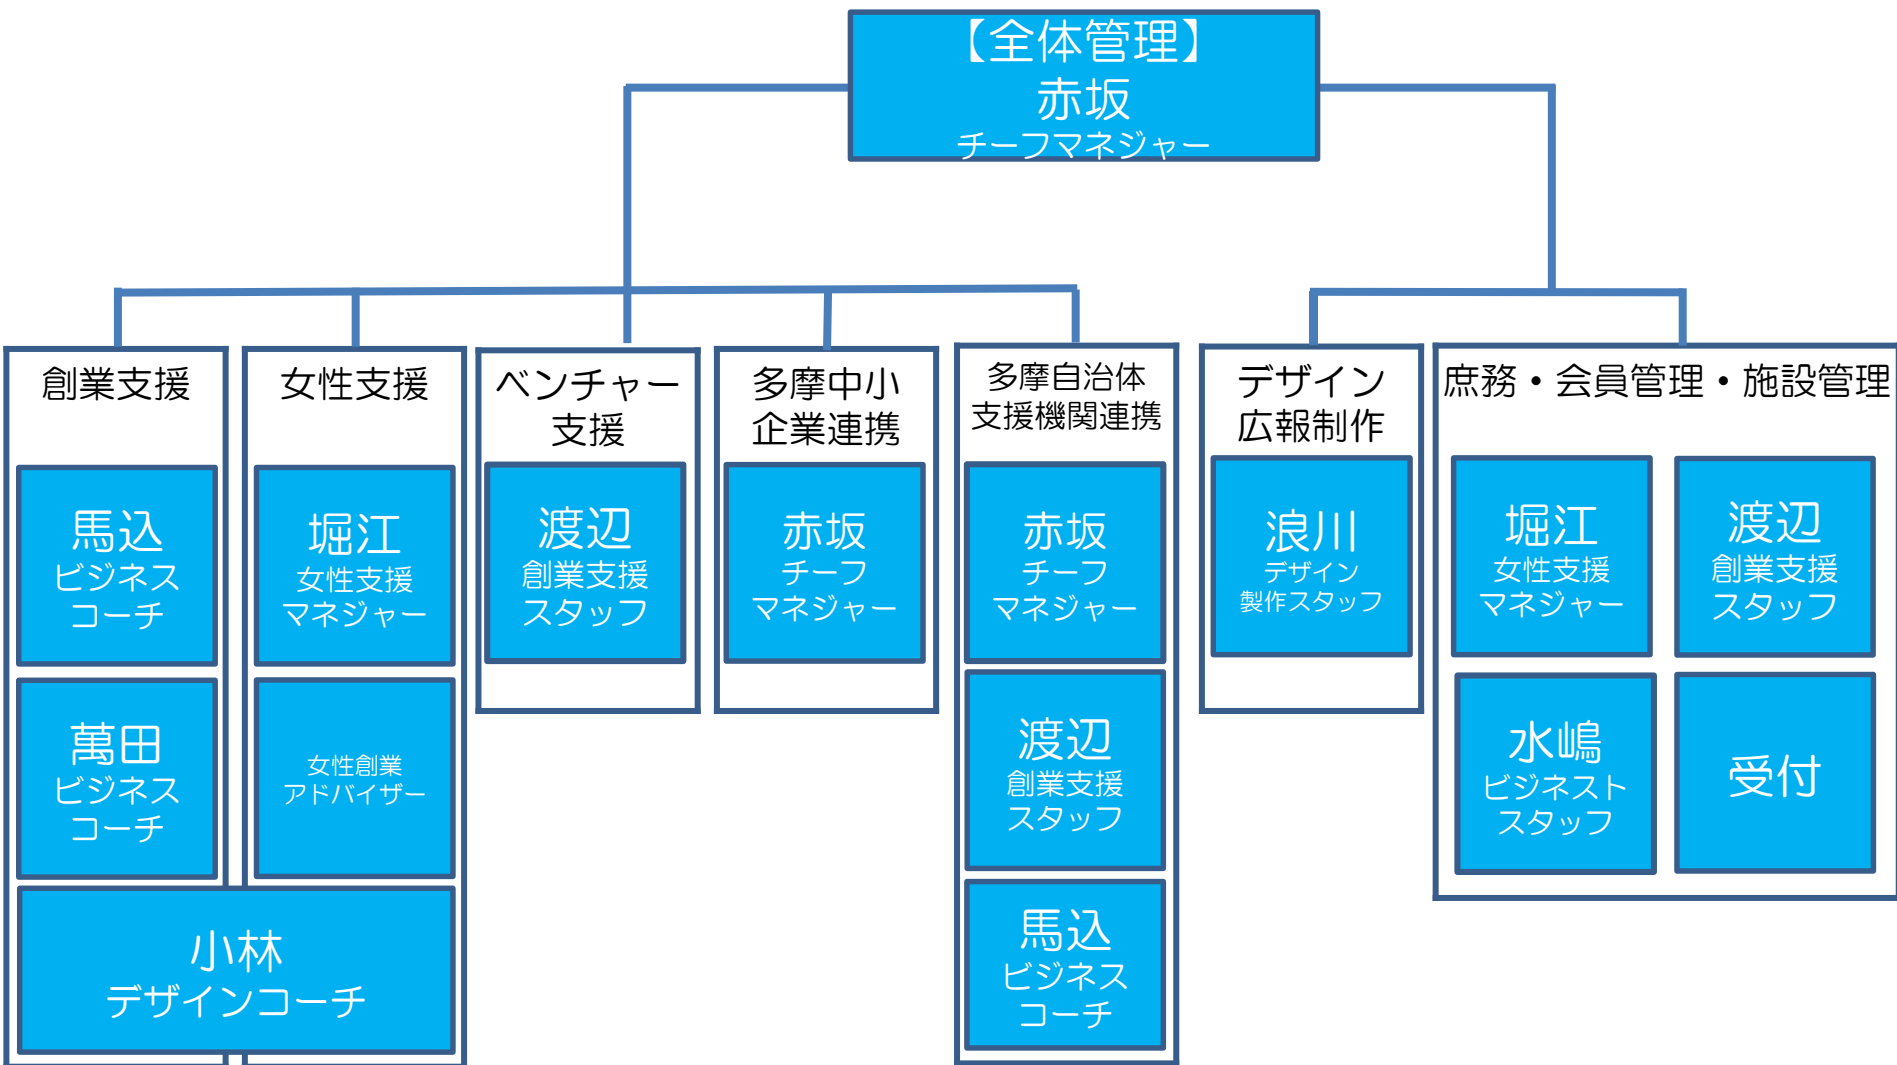 【全体管理】
赤坂
チーフマネジャー
創業支援
馬込
ビジネス
コーチ
萬田
ビジネス
コーチ
女性支援
堀江
女性支援
マネジャー
女性創業
アドバイザー
小林
デザインコーチ
ベンチャー
支援
渡辺
創業支援
スタッフ
多摩中小
企業連携
赤坂
チーフ
マネジャー
多摩自治体
支援機関連携
赤坂
チーフ
マネジャー
渡辺
創業支援
スタッフ
馬込
ビジネス
コーチ
デザイン
広報制作
浪川
デザイン
製作スタッフ
庶務・会員管理・施設管理
堀江
女性支援
マネジャー
渡辺
創業支援
スタッフ
水嶋
ビジネスト
スタッフ
受付